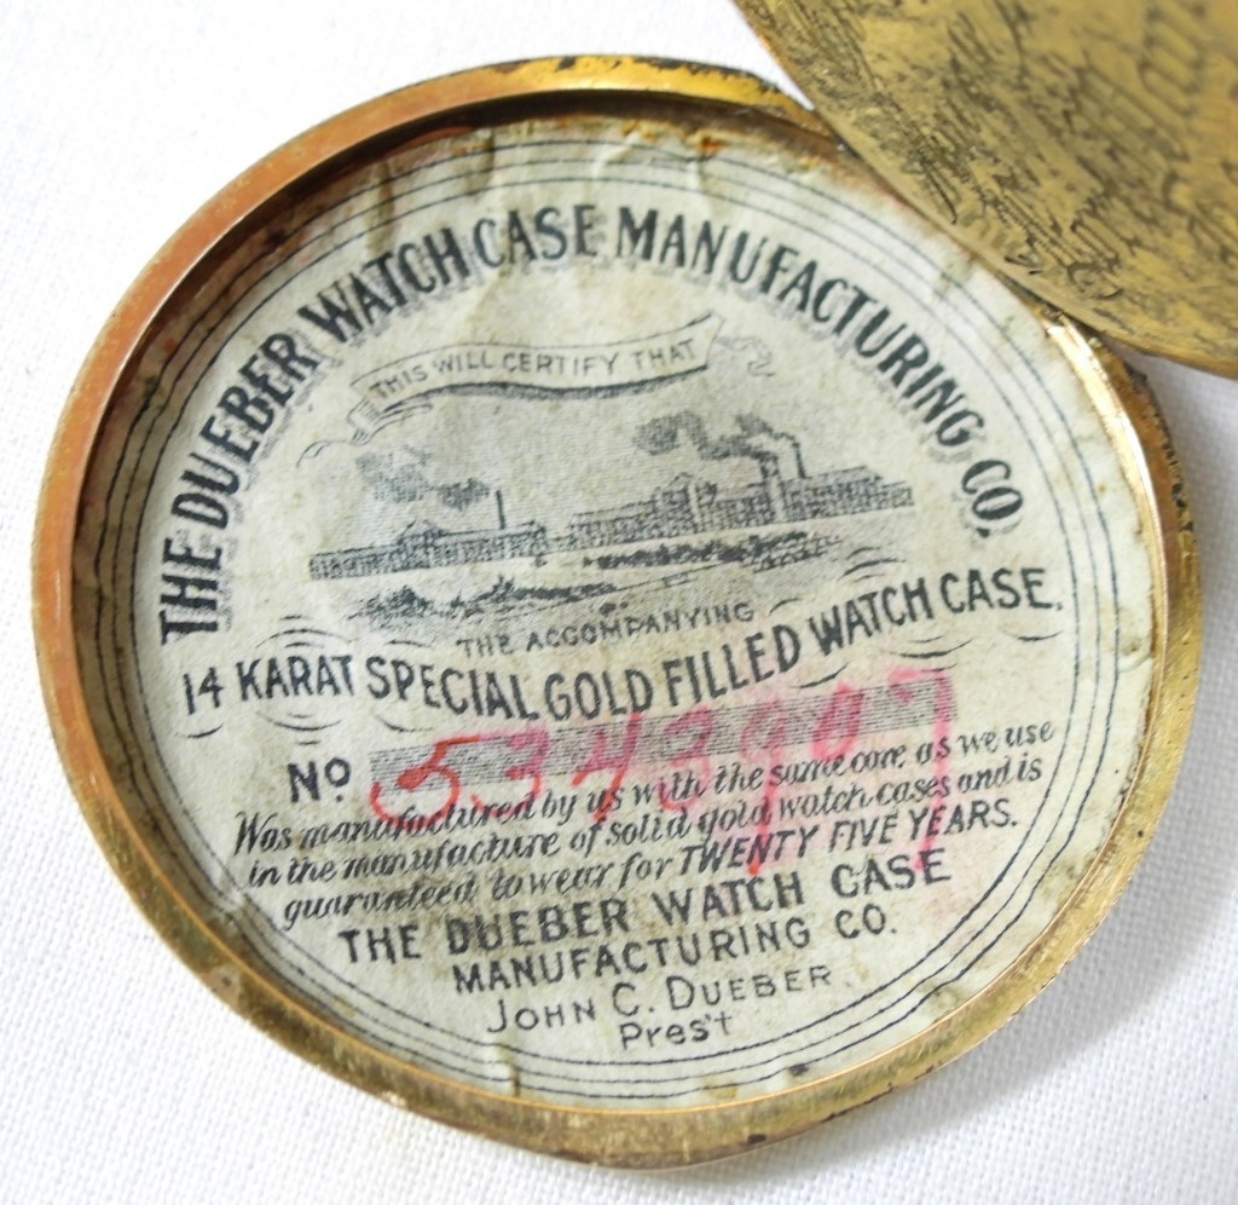 THE DUEBER WATCH CASE MANUFACTURING CO.
THIS WILL CERTIFY THAT
THE ACCOMPANYING
14 KARAT SPECIAL GOLD FILLED WATCH CASE.
No
Was manufactured by us with the same care as we use
in the manufacture of solid gold watch cases and is
guaranteed to wear for TWENTY FIVE YEARS.
THE DUEBER WATCH CASE
MANUFACTURING CO.
JOHN C. DUEBER.
Pres't